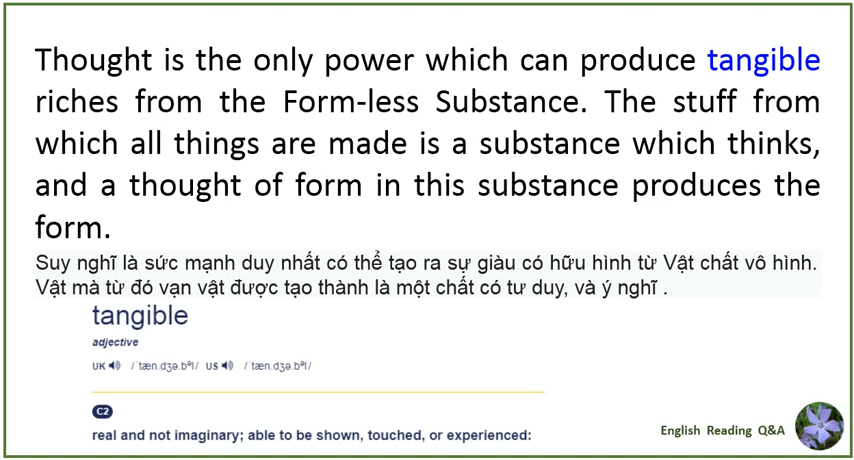 Thought is the only power which can produce tangible
riches from the Form-less Substance. The stuff from
which all things are made is a substance which thinks,
and a thought of form in this substance produces the
form.
Suy nghĩ là sức mạnh duy nhất có thể tạo ra sự giàu có hữu hình từ Vật chất vô hình.
Vật mà từ đó vạn vật được tạo thành là một chất có tư duy, và ý nghĩ .
tangible
adjective
UK /ˈtæn.dʒə.bᵊl/ US /ˈtæn.dʒə.bᵊl/
C2
real and not imaginary; able to be shown, touched, or experienced:
English Reading Q&A